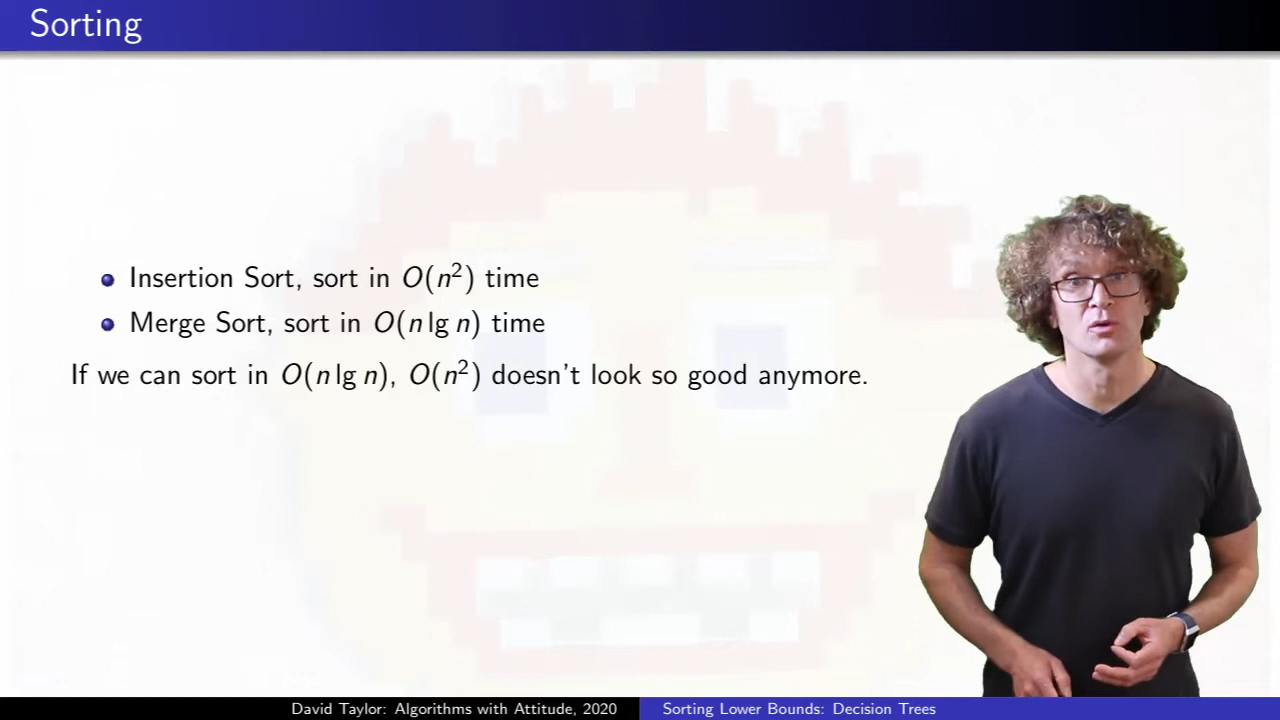 Sorting
Insertion Sort, sort in O(n²) time
Merge Sort, sort in O(n lg n) time
If we can sort in O(n lg n), O(n²) doesn't look so good anymore.
David Taylor: Algorithms with Attitude, 2020
Sorting Lower Bounds: Decision Trees